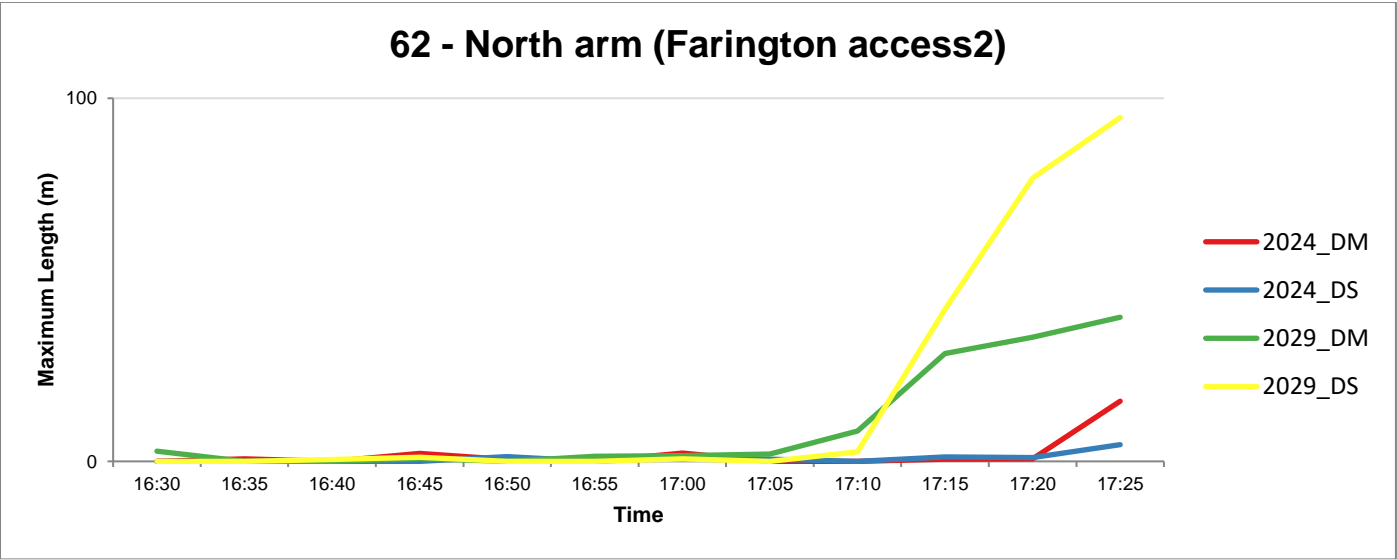 62 - North arm (Farington access2)
100
0
Maximum Length (m)
16:30 16:35 16:40 16:45 16:50 16:55 17:00 17:05 17:10 17:15 17:20 17:25
Time
2024_DM
2024_DS
2029_DM
2029_DS